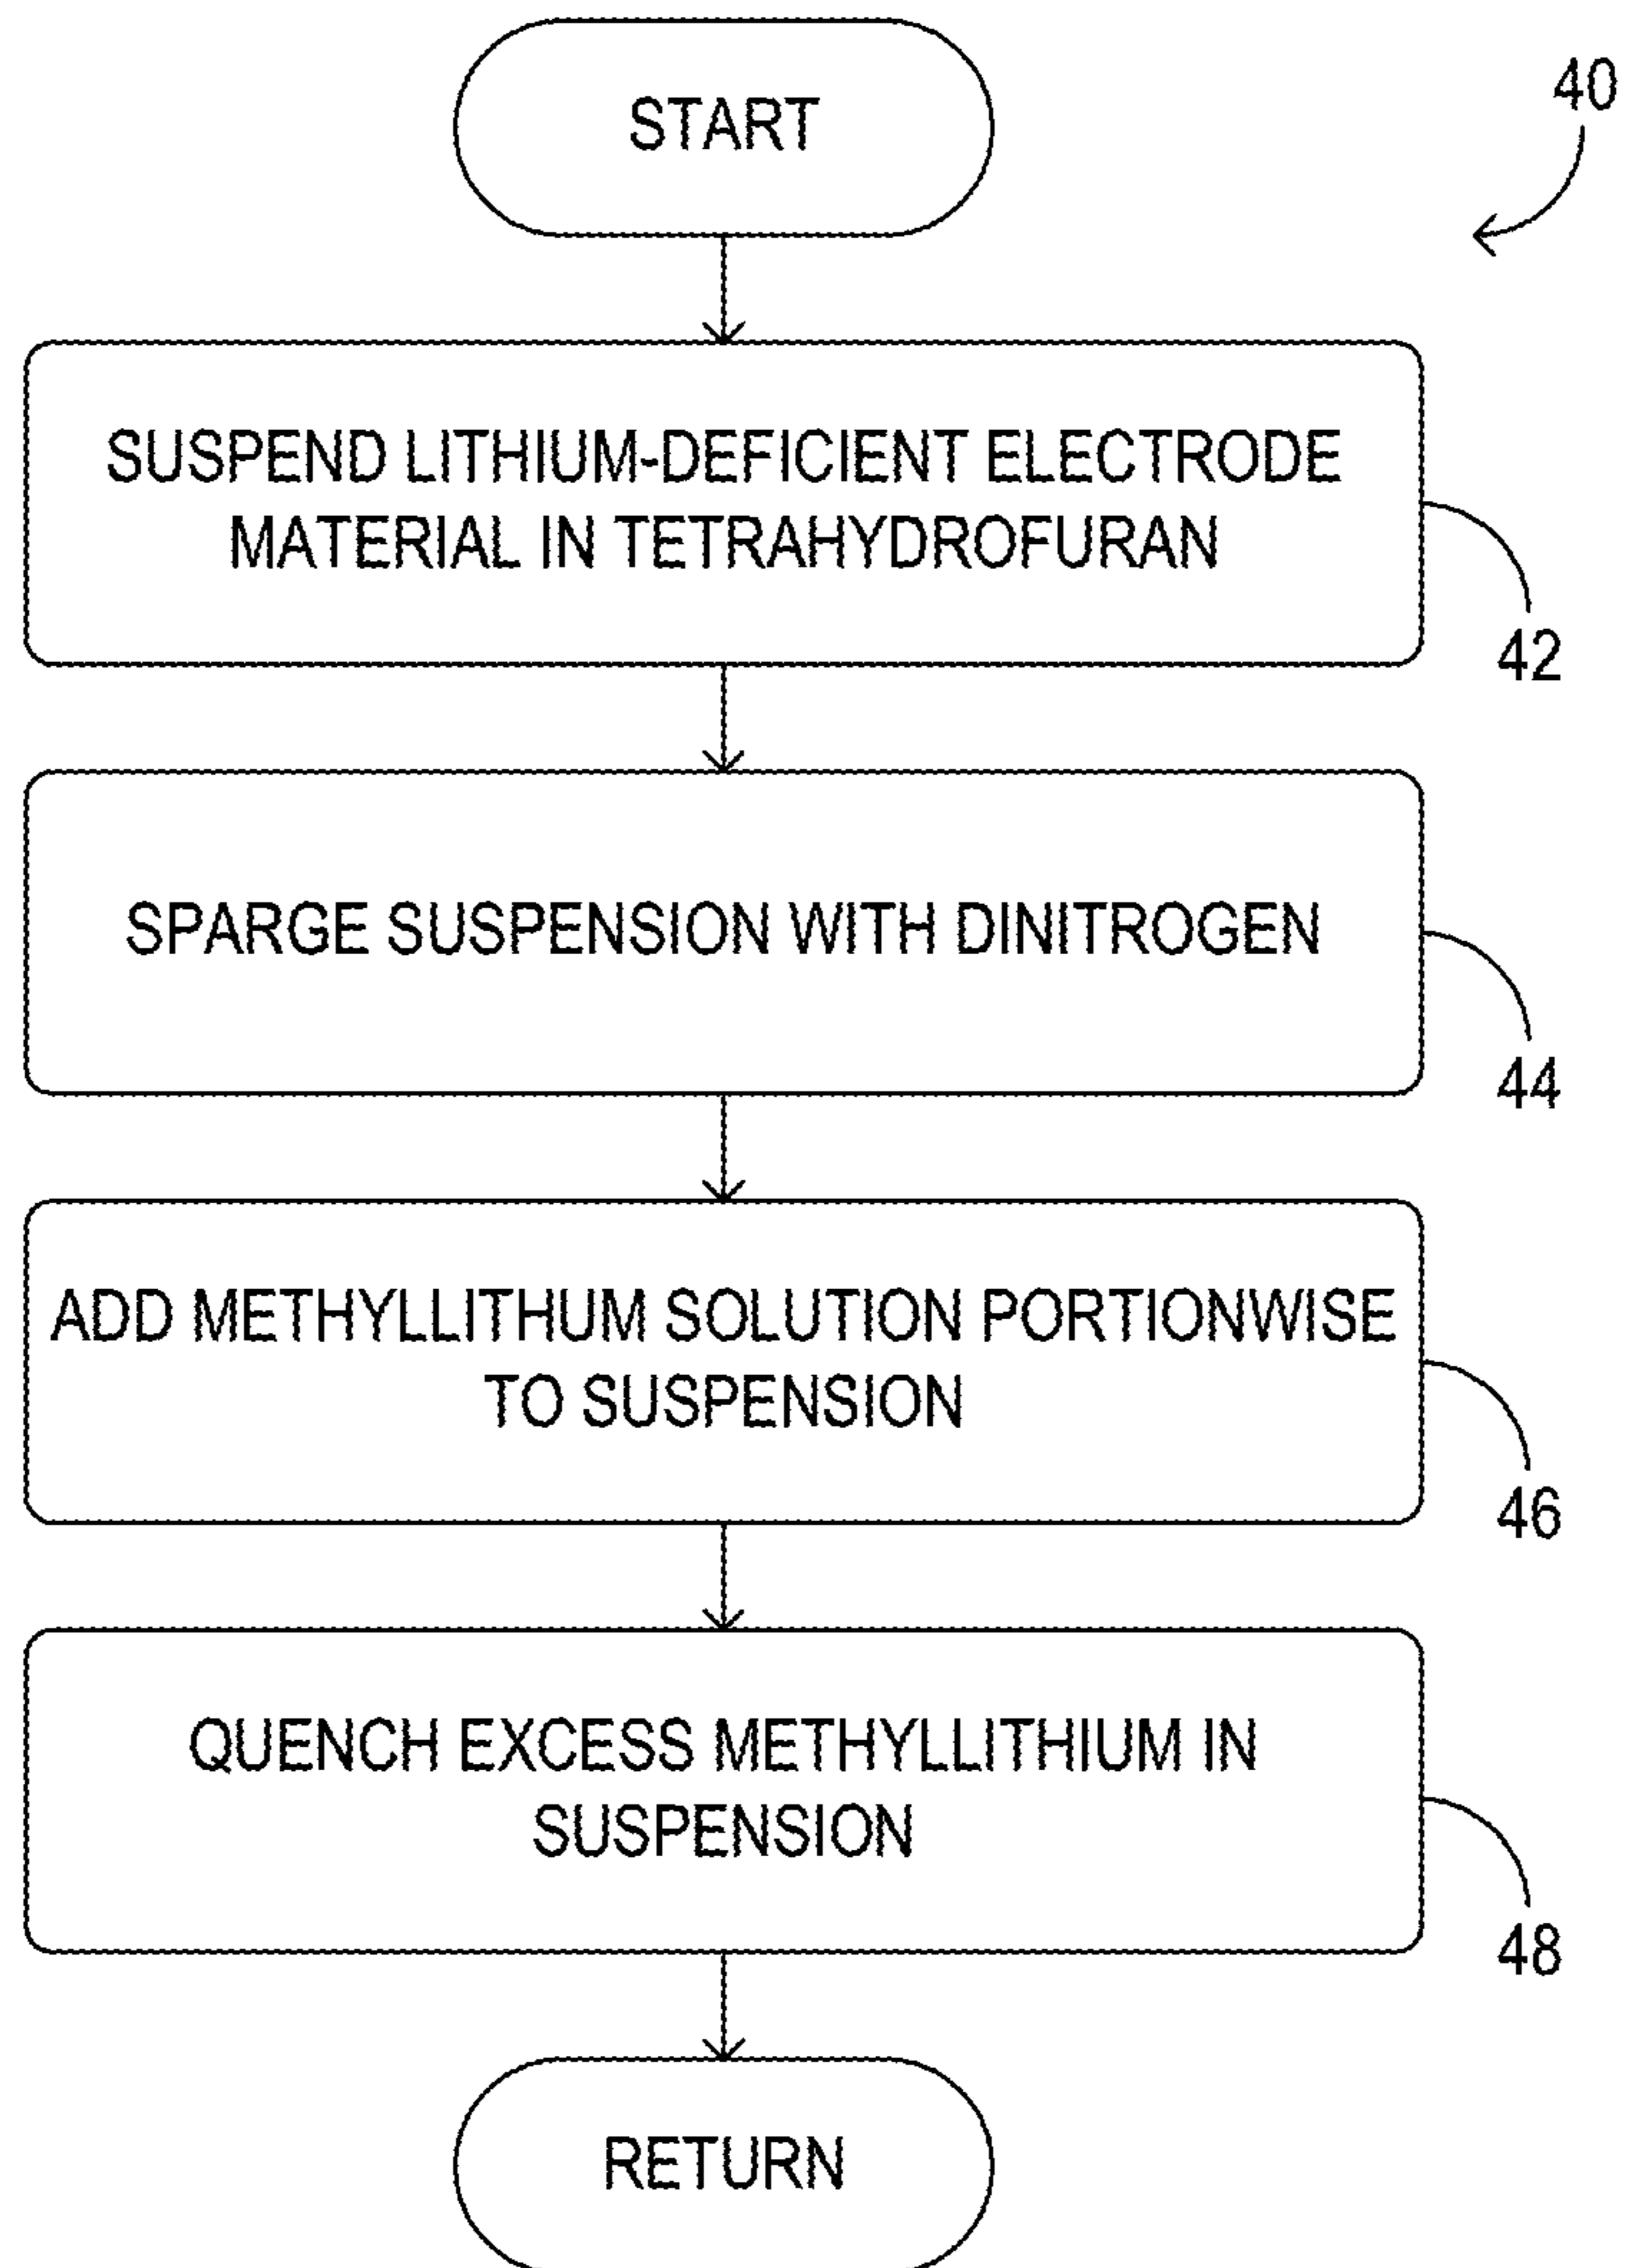 START
40
SUSPEND LITHIUM-DEFICIENT ELECTRODE
MATERIAL IN TETRAHYDROFURAN
42
SPARGE SUSPENSION WITH DINITROGEN
44
ADD METHYLLITHUM SOLUTION PORTIONWISE
TO SUSPENSION
46
QUENCH EXCESS METHYLLITHIUM IN
SUSPENSION
48
RETURN